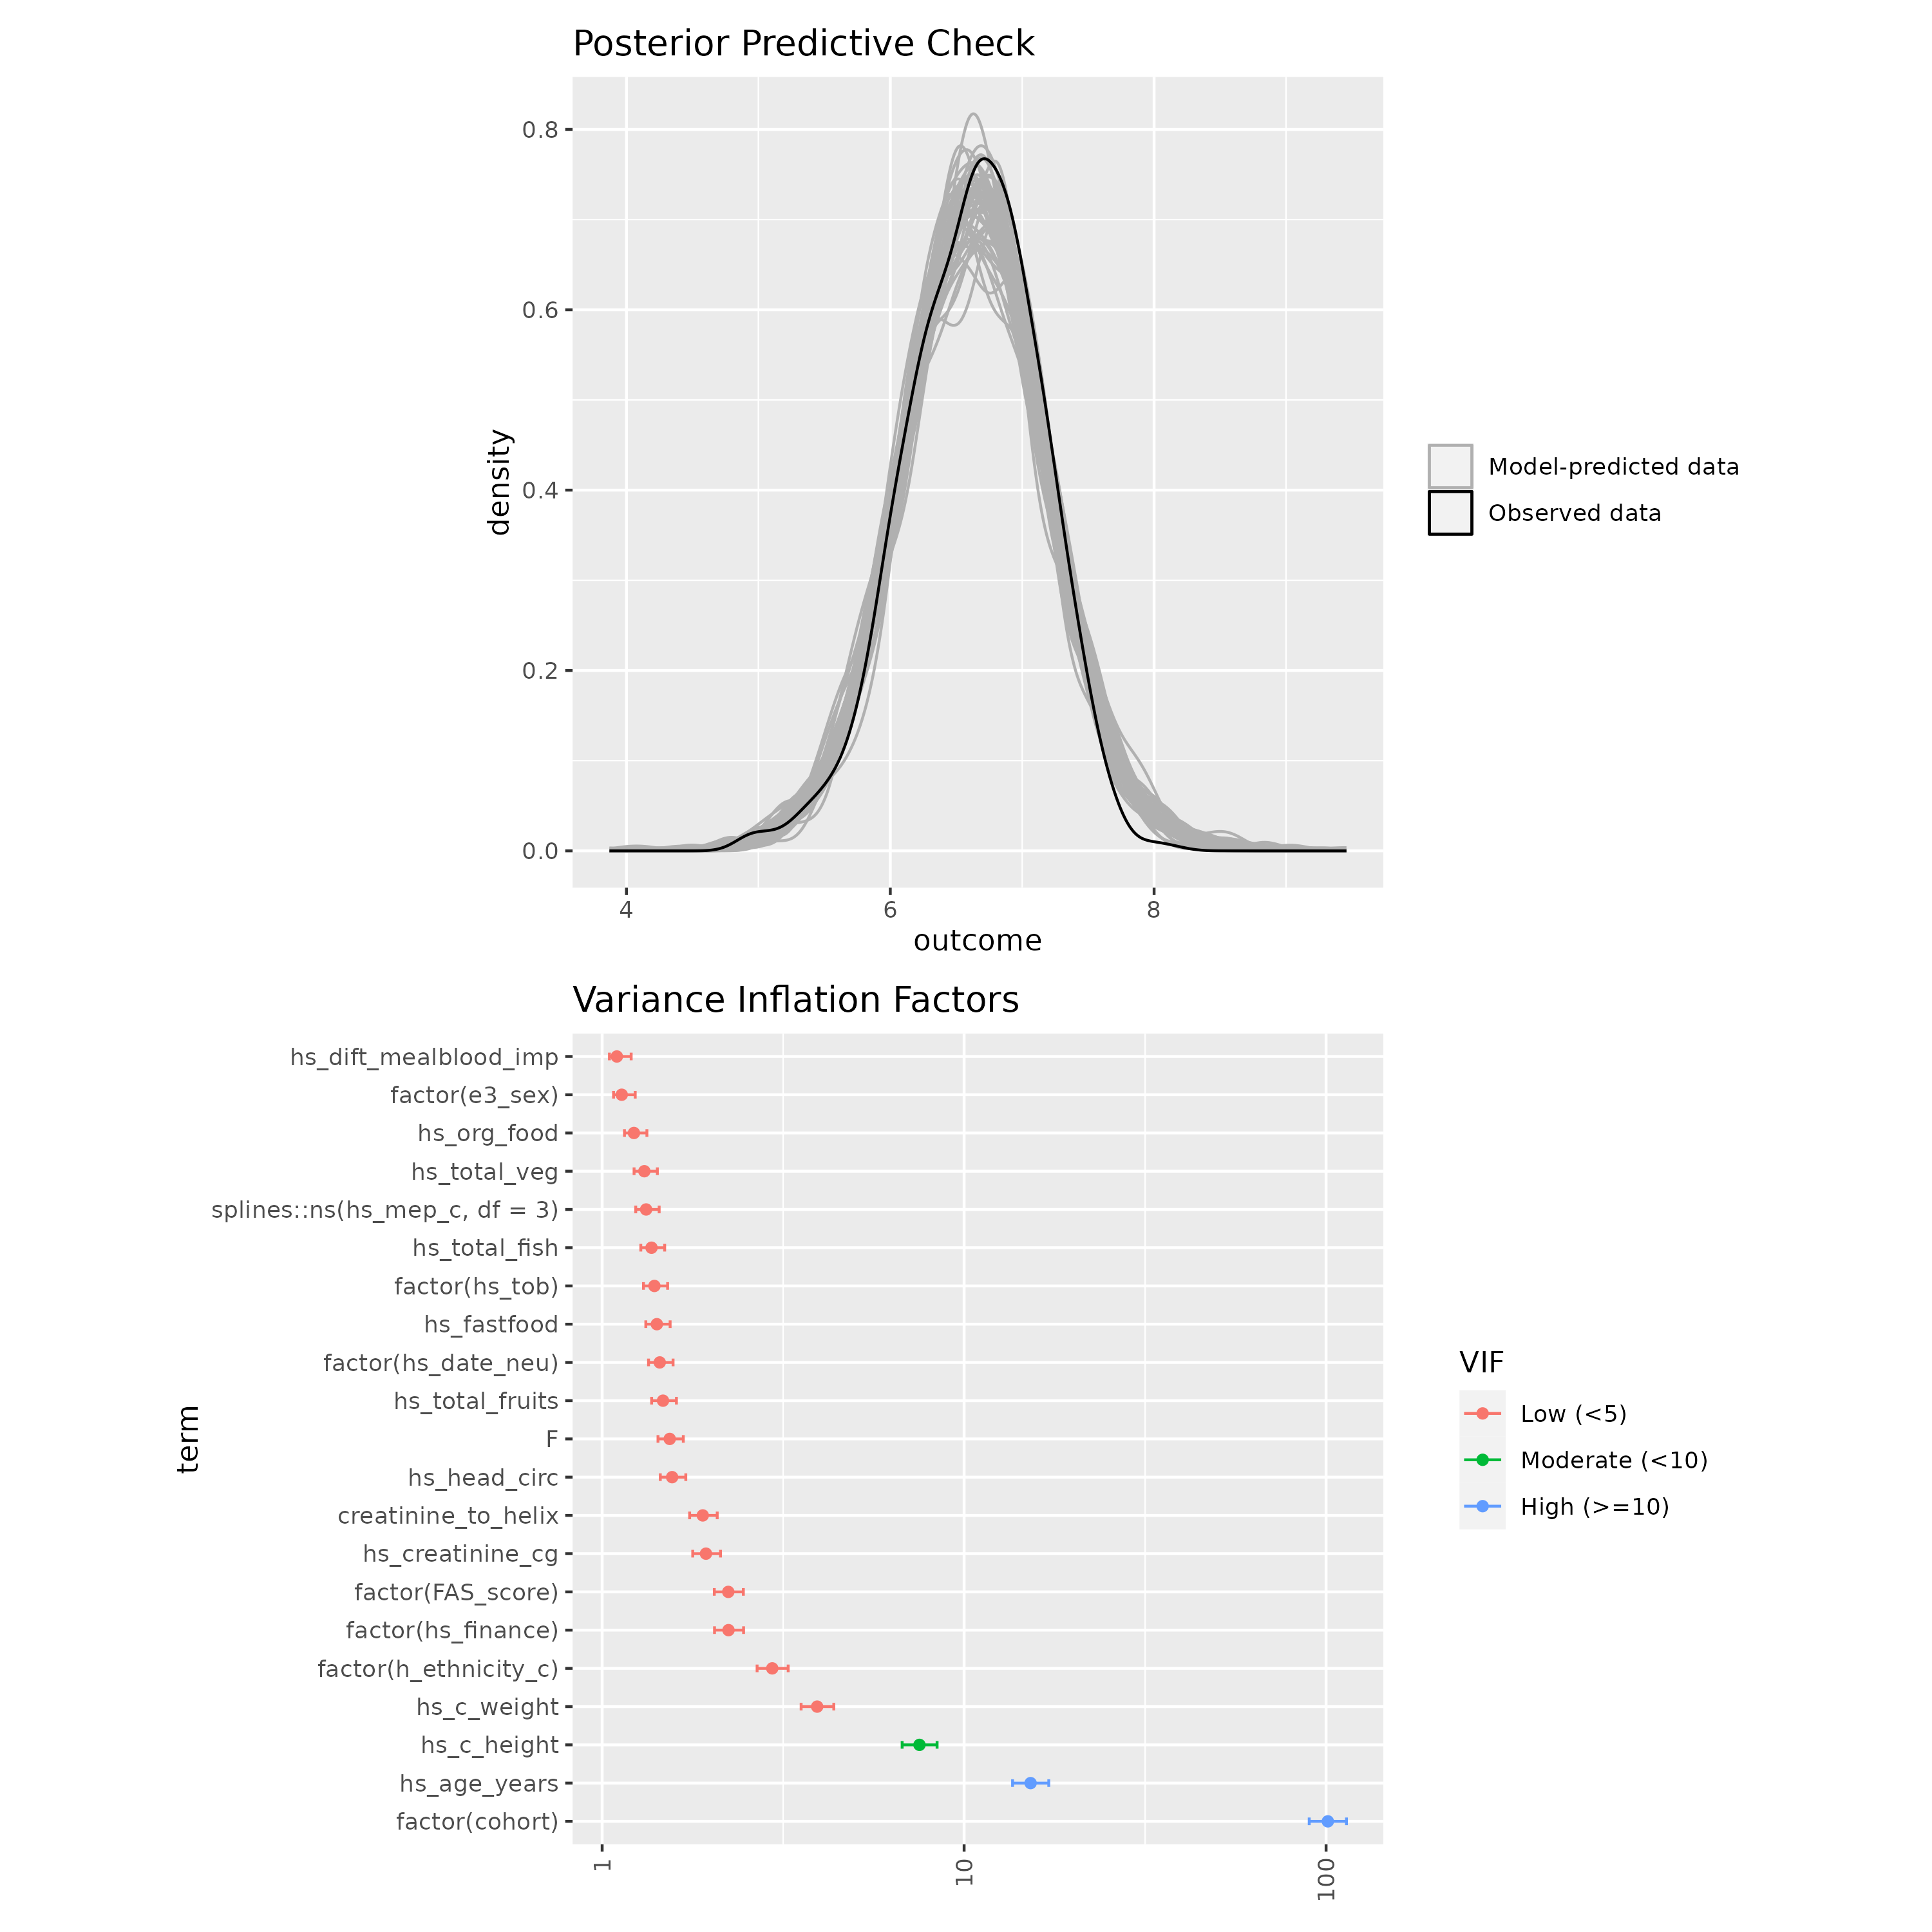 Posterior Predictive Check
0.8
0.6
0.4
0.2
0.0
density
4
6
8
outcome
Model-predicted data
Observed data
Variance Inflation Factors
hs_dift_mealblood_imp
factor(e3_sex)
hs_org_food
hs_total_veg
splines::ns(hs_mep_c, df = 3)
hs_total_fish
factor(hs_tob)
hs_fastfood
factor(hs_date_neu)
hs_total_fruits
F
hs_head_circ
creatinine_to_helix
hs_creatinine_cg
factor(FAS_score)
factor(hs_finance)
factor(h_ethnicity_c)
hs_c_weight
hs_c_height
hs_age_years
factor(cohort)
term
1
10
100
VIF
Low (<5)
Moderate (<10)
High (>=10)